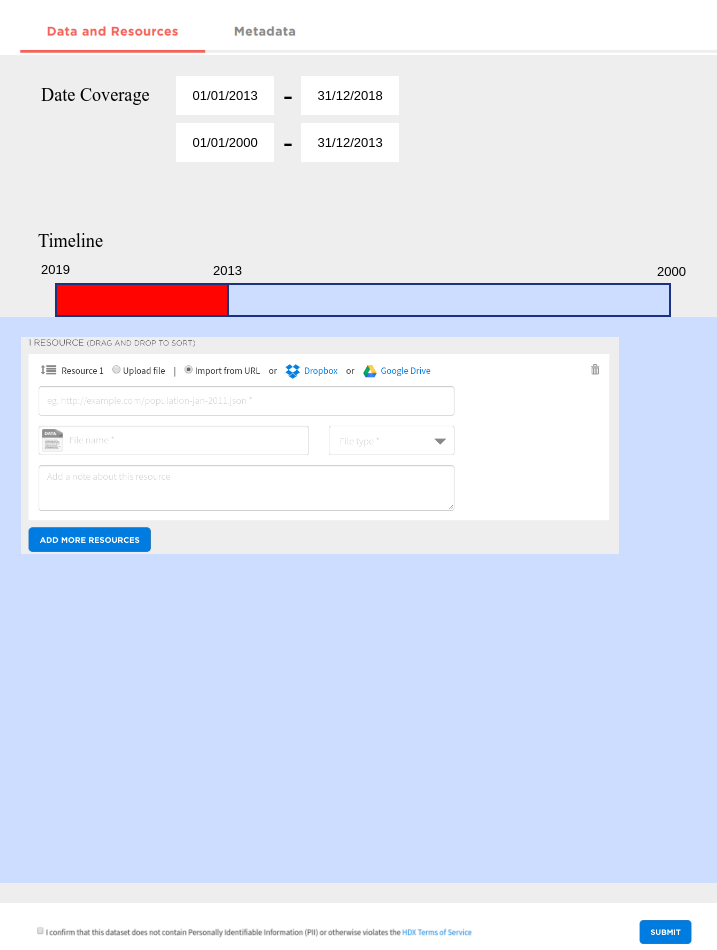 Data and Resources Metadata
Date Coverage 01/01/2013 - 31/12/2018
01/01/2000 - 31/12/2013
Timeline
2019 2013 2000
1 RESOURCE (DRAG AND DROP TO SORT)
Resource 1 Upload file | Import from URL or Dropbox or Google Drive
eg. http://example.com/population-jan-2011.json *
DATA File name * File type *
Add a note about this resource
ADD MORE RESOURCES
I confirm that this dataset does not contain Personally Identifiable Information (PII) or otherwise violates the HDX Terms of Service
SUBMIT